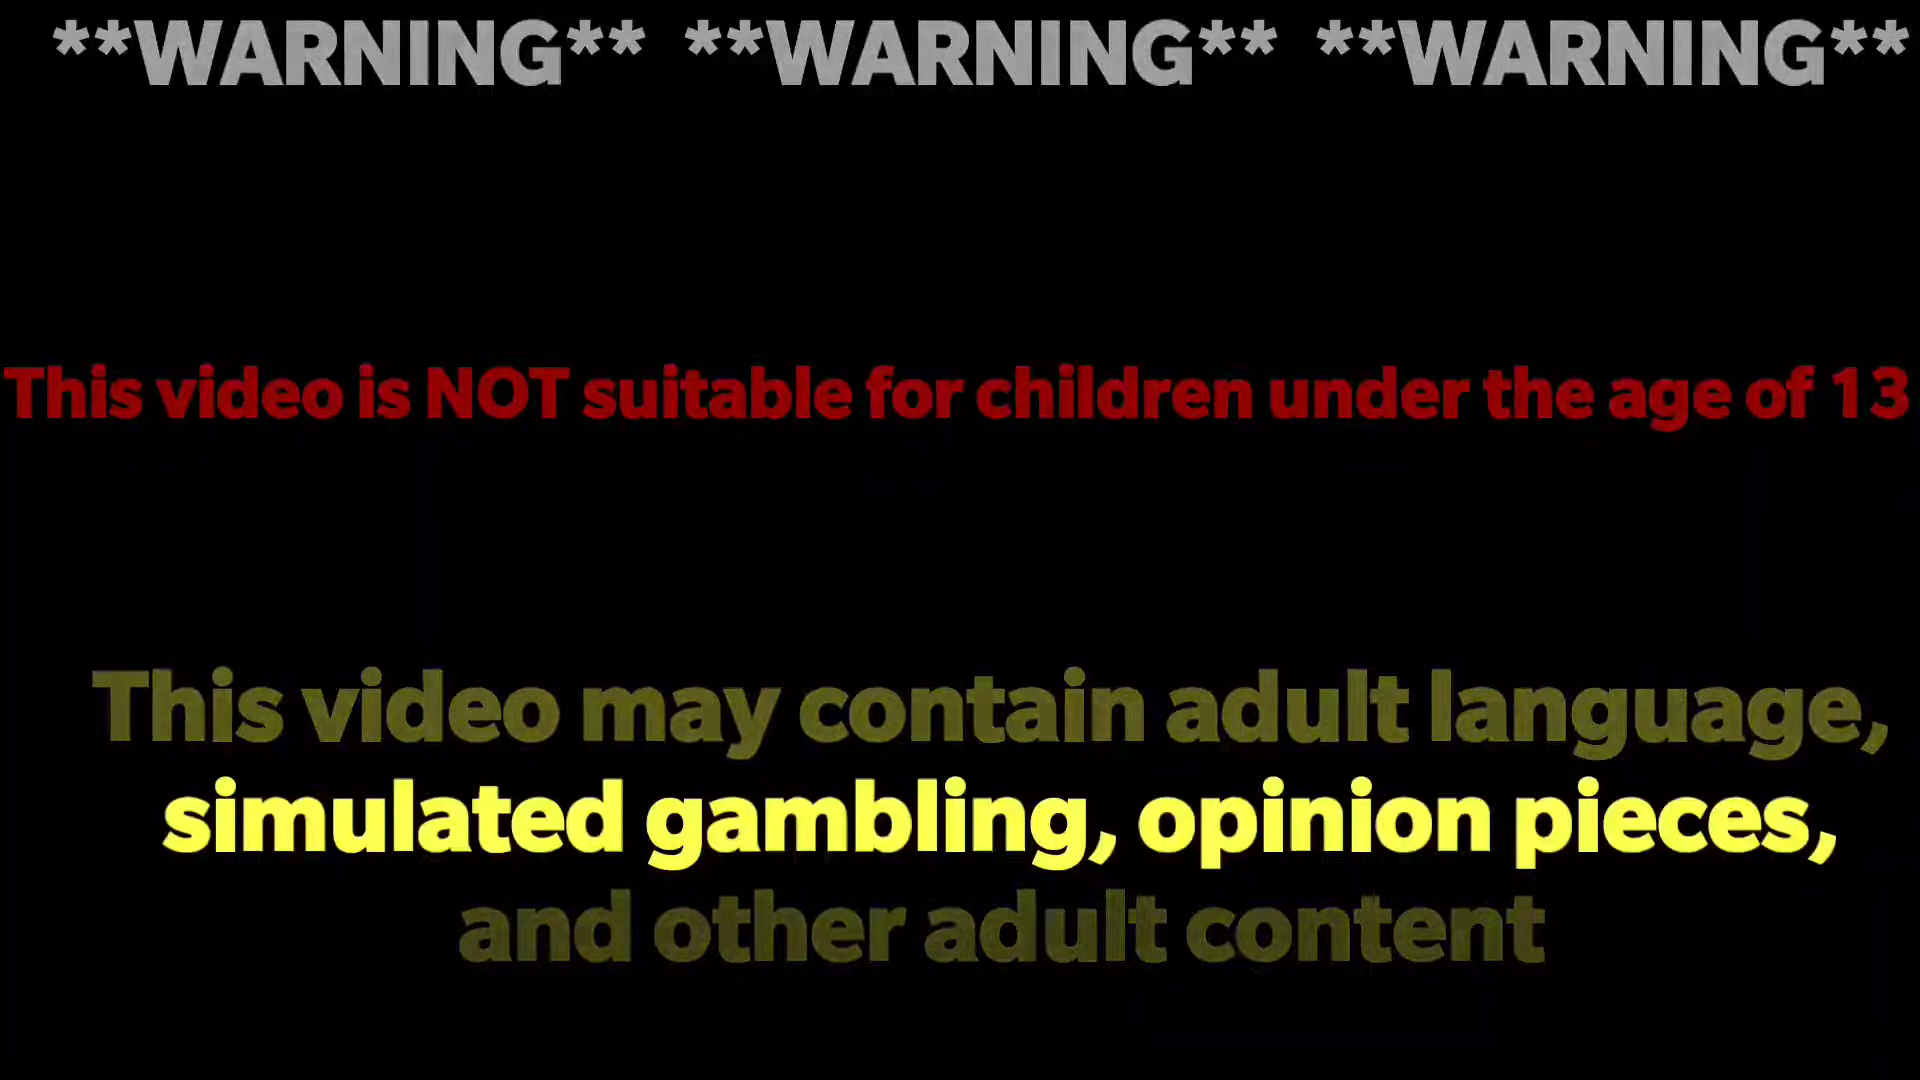 **WARNING** **WARNING** **WARNING**
This video is NOT suitable for children under the age of 13
This video may contain adult language,
simulated gambling, opinion pieces,
and other adult content